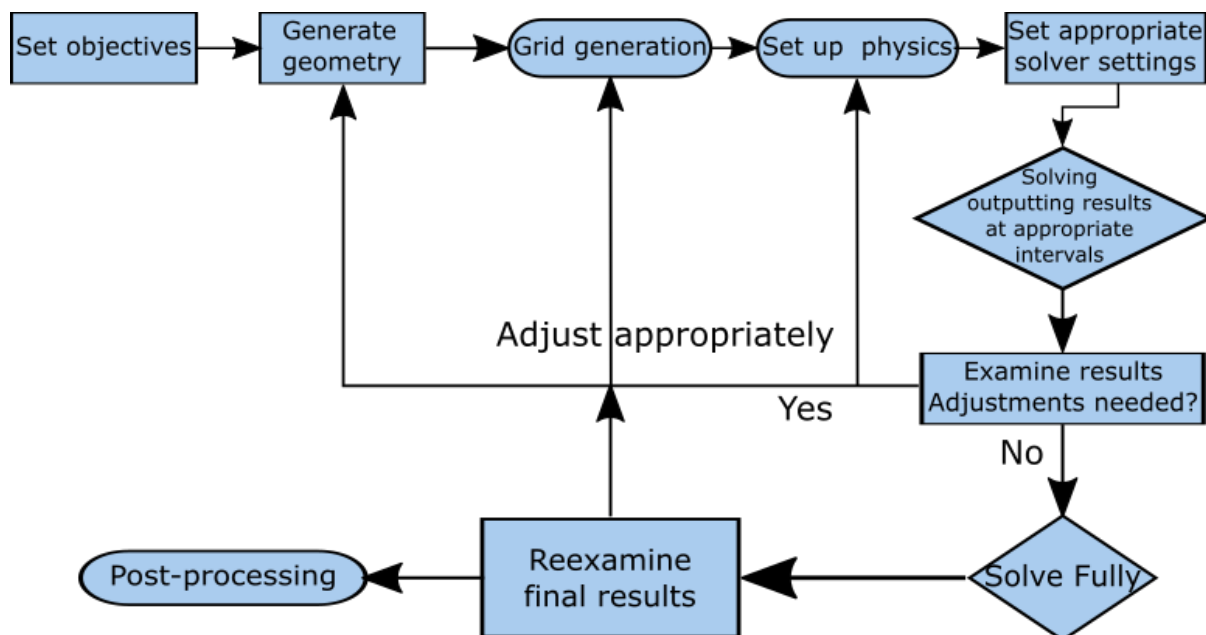 Set objectives
Generate
geometry
Grid generation
Set up physics
Set appropriate
solver settings
Solving
outputting results
at appropriate
intervals
Adjust appropriately
Yes
Examine results
Adjustments needed?
No
Solve Fully
Reexamine
final results
Post-processing